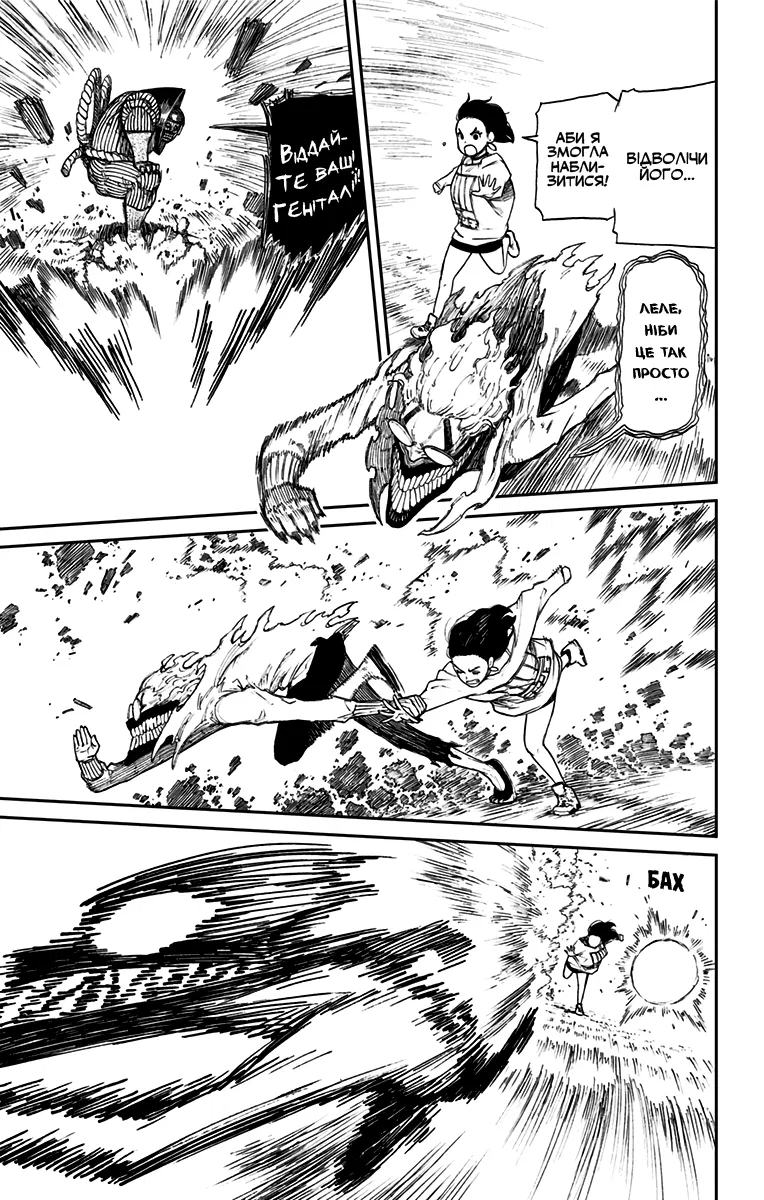 ВІДВОЛІЧИ
ЙОГО...
АБИ Я
ЗМОГЛА
НАБЛИ-
ЗИТИСЯ!
ЛЕЛЕ,
НІБИ
ЦЕ ТАК
ПРОСТО
...
ВІДДАЙ-
ТЕ ВАШІ
ГЕНІТАЛІЇ!
БАХ